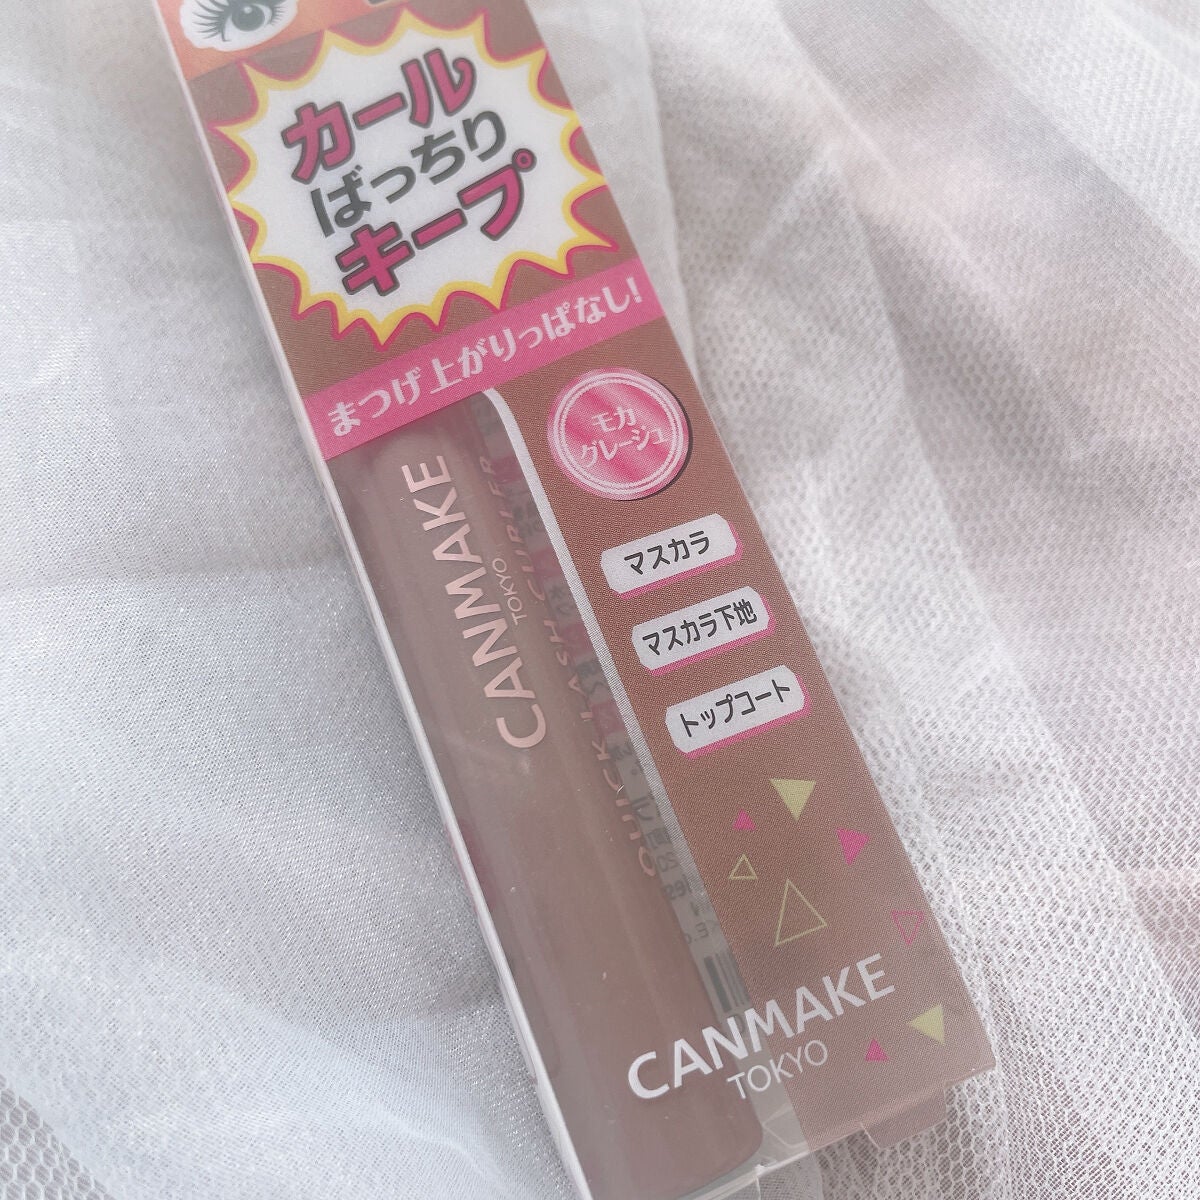 カール
ばっちり
キープ
まつげ上がりっぱなし!
モカ
グレージュ
マスカラ
マスカラ下地
トップコート
CANMAKE
TOKYO
QUICK LASH CURLER
CANMAKE
TOKYO